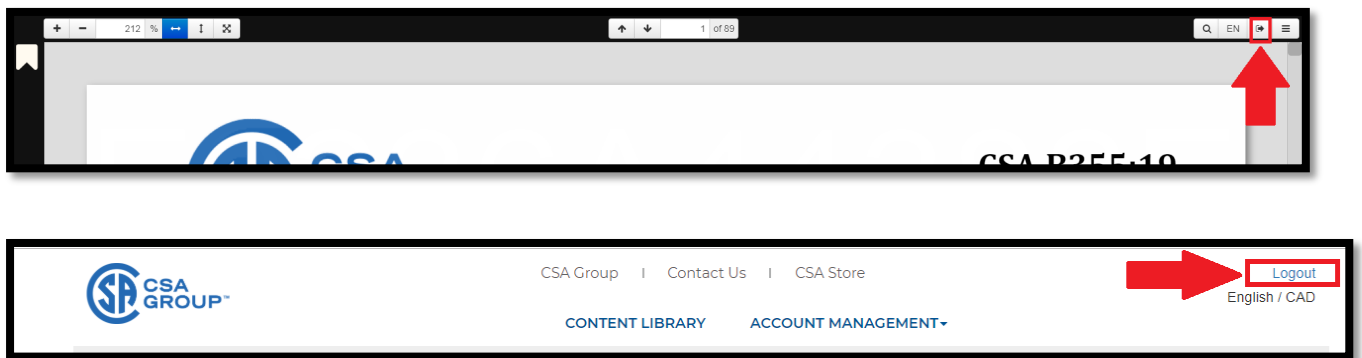 212 % 1 of 89 EN
CSA CSA B355:19
CSA Group | Contact Us | CSA Store Logout
CSA
GROUP™
English / CAD
CONTENT LIBRARY ACCOUNT MANAGEMENT